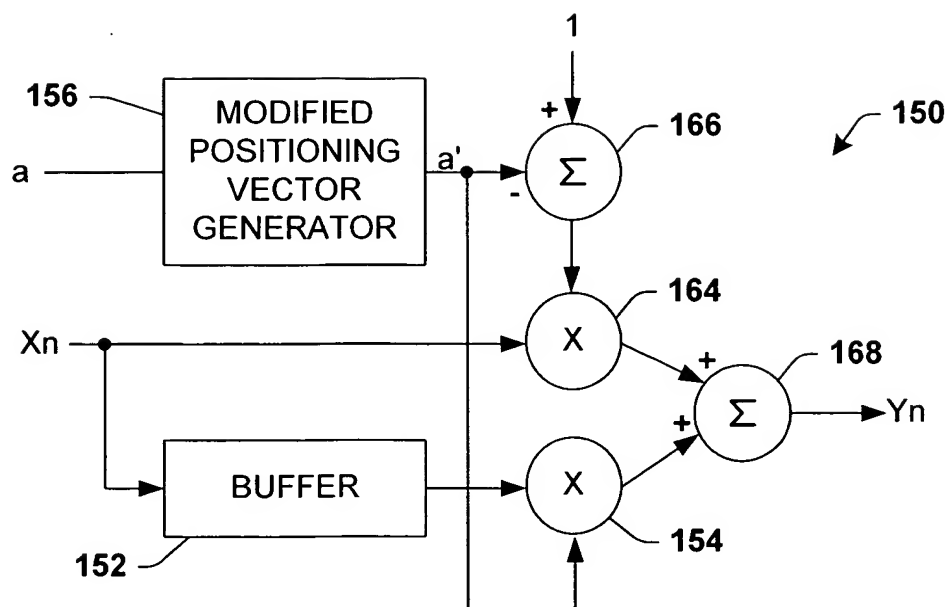 1
156
MODIFIED
POSITIONING
VECTOR
GENERATOR
a
a'
+
-
Σ
166
150
164
Xn
X
+
168
Σ
Yn
+
BUFFER
X
152
154